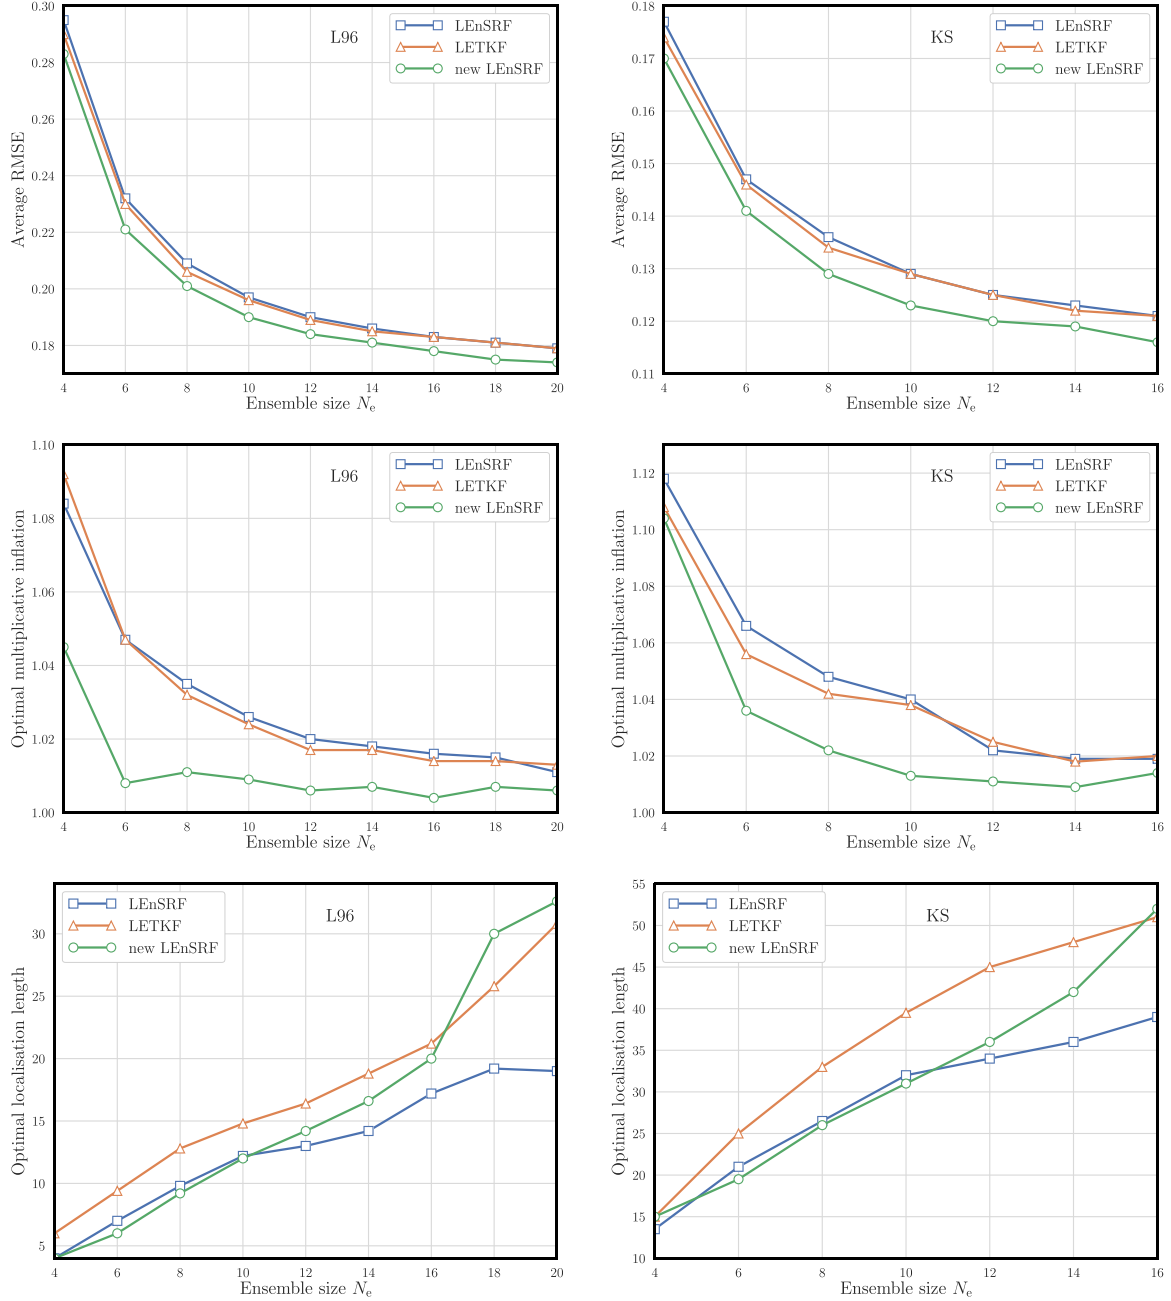 0.30
0.28
0.26
0.24
0.22
0.20
0.18
Average RMSE
L96
LEnSRF
LETKF
new LEnSRF
4 6 8 10 12 14 16 18 20
Ensemble size Ne
0.18
0.17
0.16
0.15
0.14
0.13
0.12
0.11
Average RMSE
KS
LEnSRF
LETKF
new LEnSRF
4 6 8 10 12 14 16
Ensemble size Ne
1.10
1.08
1.06
1.04
1.02
1.00
Optimal multiplicative inflation
L96
LEnSRF
LETKF
new LEnSRF
4 6 8 10 12 14 16 18 20
Ensemble size Ne
1.12
1.10
1.08
1.06
1.04
1.02
1.00
Optimal multiplicative inflation
KS
LEnSRF
LETKF
new LEnSRF
4 6 8 10 12 14 16
Ensemble size Ne
30
25
20
15
10
5
Optimal localisation length
LEnSRF
LETKF
new LEnSRF
L96
4 6 8 10 12 14 16 18 20
Ensemble size Ne
55
50
45
40
35
30
25
20
15
10
Optimal localisation length
LEnSRF
LETKF
new LEnSRF
KS
4 6 8 10 12 14 16
Ensemble size Ne